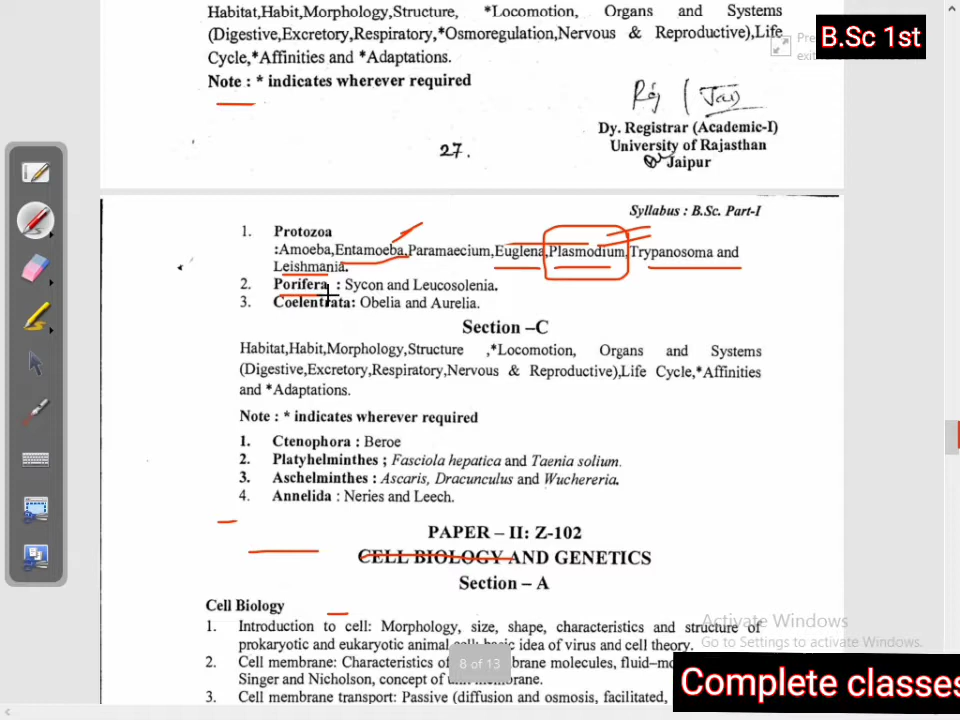 Habitat,Habit,Morphology,Structure, *Locomotion, Organs and Systems
(Digestive,Excretory,Respiratory,*Osmoregulation,Nervous & Reproductive),Life
Cycle,*Affinities and *Adaptations.
Note : * indicates wherever required
B.Sc 1st
Dy. Registrar (Academic-I)
University of Rajasthan
Jaipur
27.
Syllabus : B.Sc. Part-I
1. Protozoa
:Amoeba,Entamoeba,Paramaecium,Euglena,Plasmodium,Trypanosoma and
Leishmania.
2. Porifera : Sycon and Leucosolenia.
3. Coelentrata: Obelia and Aurelia.
Section –C
Habitat,Habit,Morphology,Structure ,*Locomotion, Organs and Systems
(Digestive,Excretory,Respiratory,Nervous & Reproductive),Life Cycle,*Affinities
and *Adaptations.
Note : * indicates wherever required
1. Ctenophora : Beroe
2. Platyhelminthes ; Fasciola hepatica and Taenia solium.
3. Aschelminthes : Ascaris, Dracunculus and Wuchereria.
4. Annelida : Neries and Leech.
PAPER – II: Z-102
CELL BIOLOGY AND GENETICS
Section – A
Cell Biology
1. Introduction to cell: Morphology, size, shape, characteristics and structure of
prokaryotic and eukaryotic animal cell; basic idea of virus and cell theory.
2. Cell membrane: Characteristics of
Singer and Nicholson, concept of
3. Cell membrane transport: Passive (diffusion and osmosis, facilitated,
8 of 13
Activate Windows
Go to Settings to activate Windows.
Complete classes